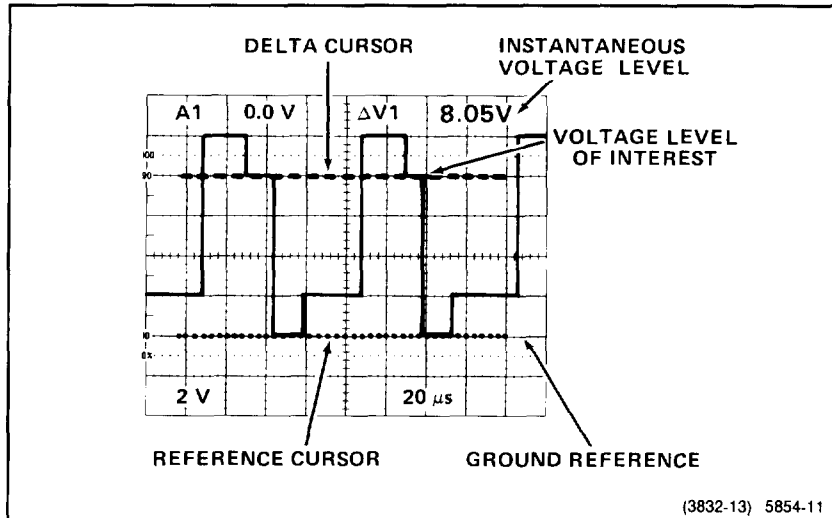 DELTA CURSOR
INSTANTANEOUS
VOLTAGE LEVEL
A1 0.0 V ΔV1 8.05V
VOLTAGE LEVEL
OF INTEREST
90
2 V 20 µs
REFERENCE CURSOR
GROUND REFERENCE
(3832-13) 5854-11